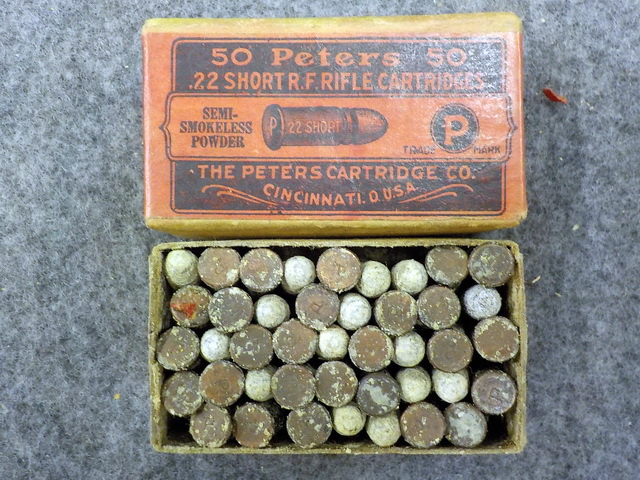 50 Peters 50
.22 SHORT R.F. RIFLE CARTRIDGES
SEMI-
SMOKELESS
POWDER
P 22 SHORT
P
TRADE MARK
THE PETERS CARTRIDGE CO.
CINCINNATI, O. U.S.A.